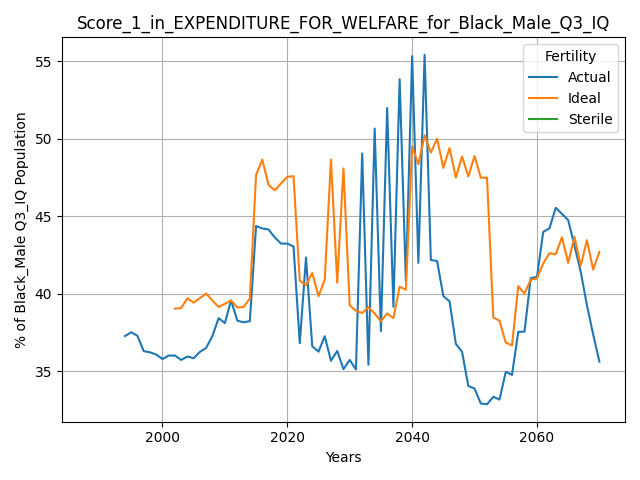 Score_1_in_EXPENDITURE_FOR_WELFARE_for_Black_Male_Q3_IQ
% of Black_Male Q3_IQ Population
55
50
45
40
35
Fertility
Actual
Ideal
Sterile
2000
2020
2040
2060
Years